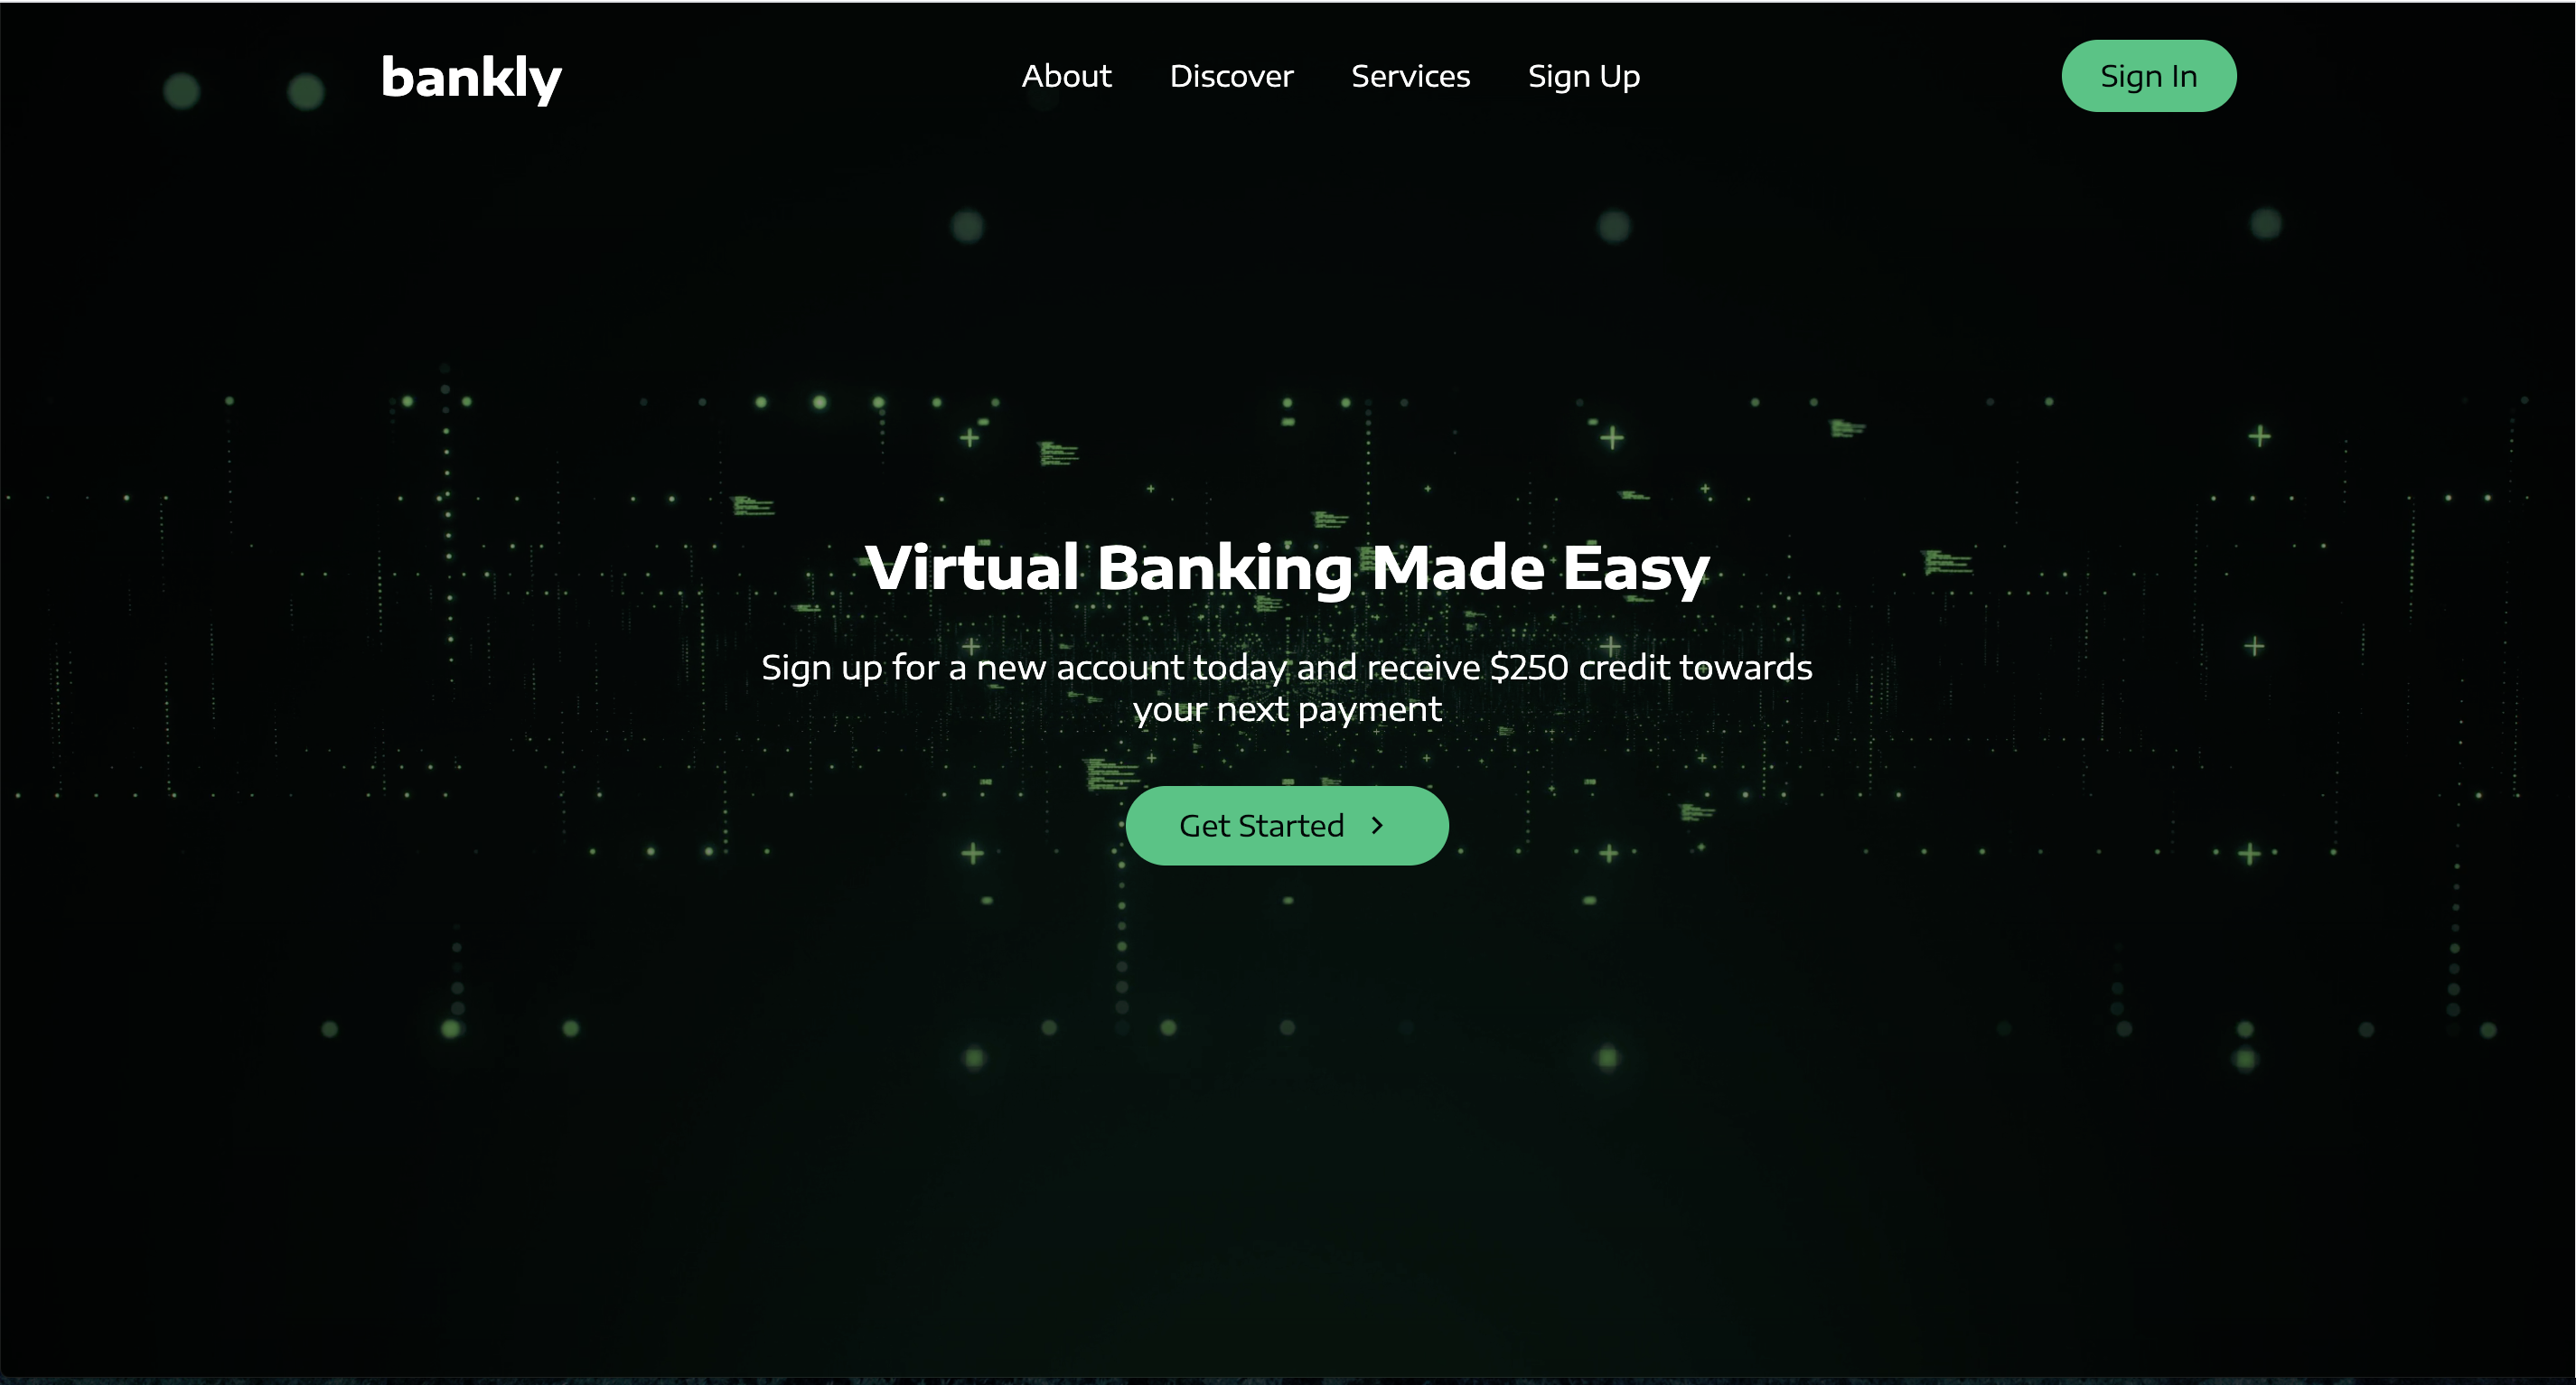 bankly
About Discover Services Sign Up
Sign In
Virtual Banking Made Easy
Sign up for a new account today and receive $250 credit towards
your next payment
Get Started